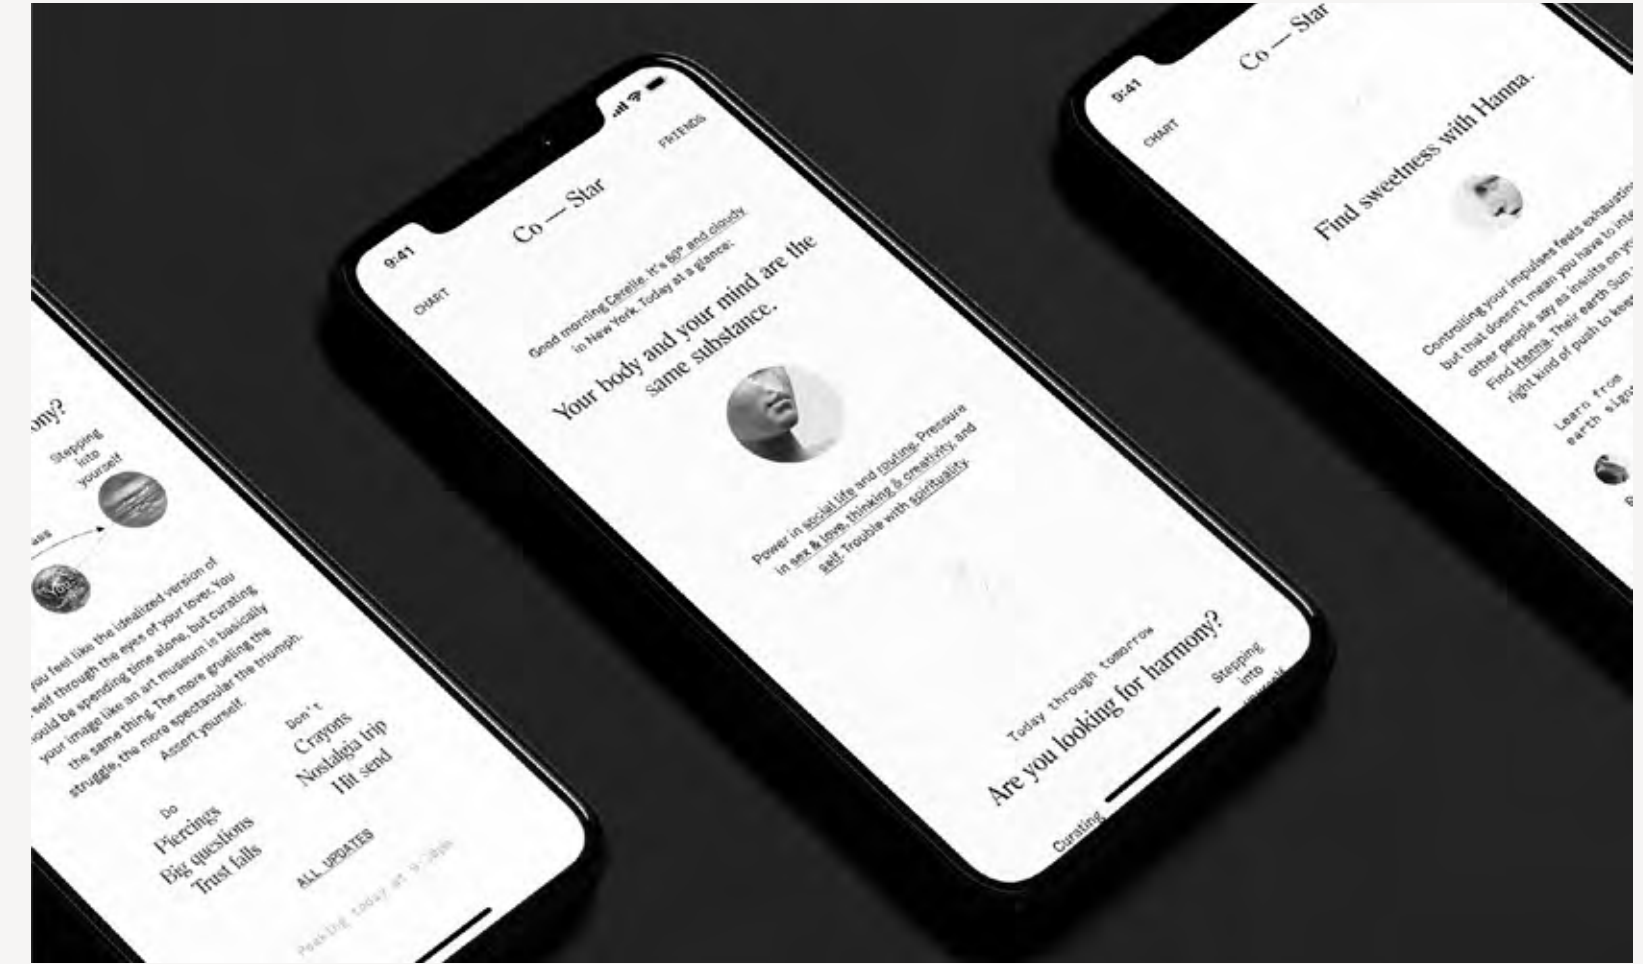 ony?
Stepping
into
yourself
ass
You
you feel like the idealized version of
self through the eyes of your lover. You
ould be spending time alone, but curating
your image like an art museum is basically
the same thing. The more grueling the
struggle, the more spectacular the triumph.
Assert yourself.
Do
Piercings
Big questions
Trust falls
Don't
Crayons
Nostalgia trip
Hit send
ALL UPDATES
Peaking today at
9:41
CHART
Co — Star
FRIENDS
Good morning Cerelle. It's 60° and cloudy
in New York. Today at a glance:
Your body and your mind are the
same substance.
Power in social life and routine. Pressure
in sex & love, thinking & creativity, and
self. Trouble with spirituality.
Today through tomorrow
Are you looking for harmony?
Stepping
into
Curating
9:41
CHART
Co — Star
Find sweetness with Hanna.
Controlling your impulses feels exhausting
but that doesn't mean you have to inte
other people say as insults on yo
Find Hanna. Their earth Sun
right kind of push to keep
Learn from
earth sign